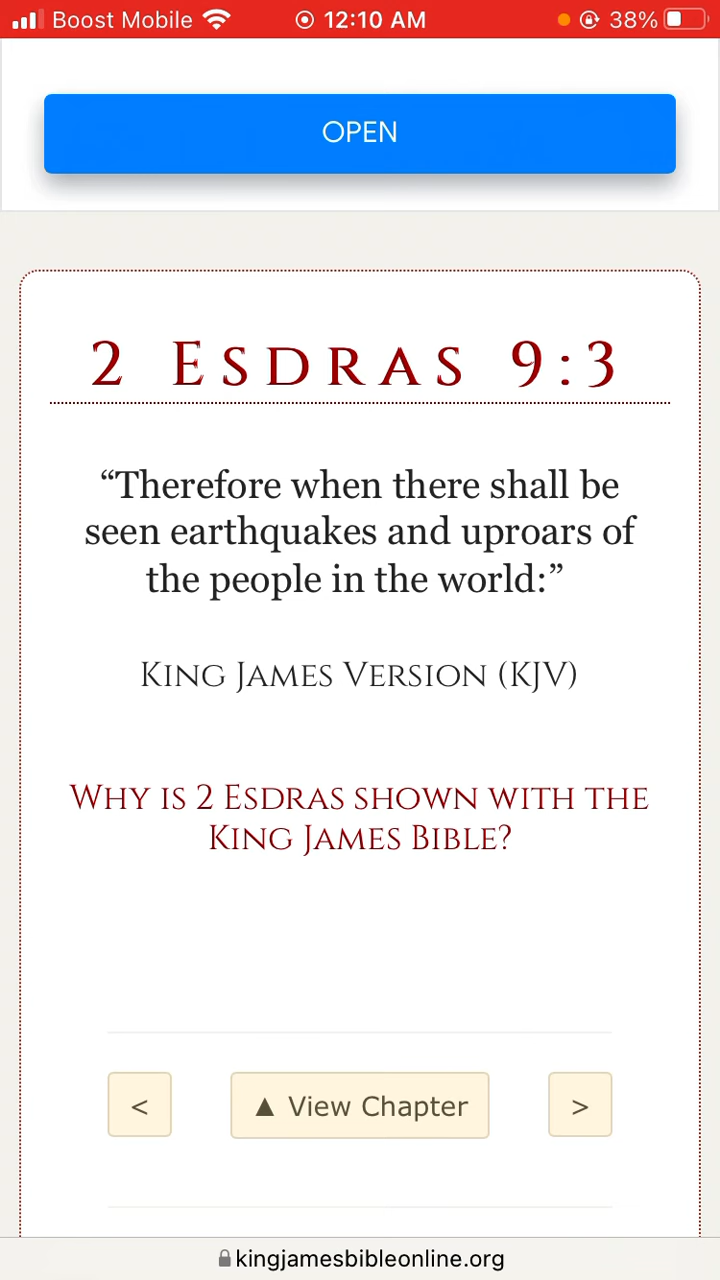 Boost Mobile 12:10 AM 38%
OPEN
2 Esdras 9:3
“Therefore when there shall be
seen earthquakes and uproars of
the people in the world:”
King James Version (KJV)
Why is 2 Esdras shown with the
King James Bible?
< ▲ View Chapter >
kingjamesbibleonline.org